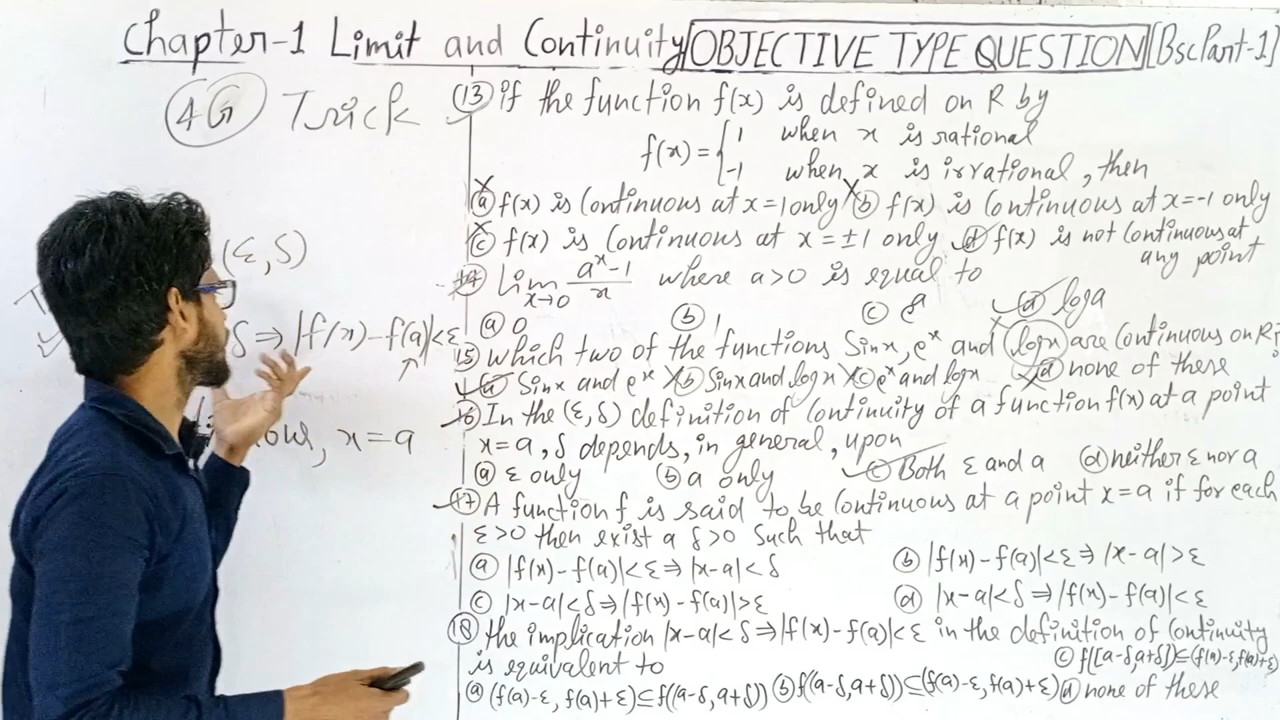 Chapter-1 Limit and Continuity OBJECTIVE TYPE QUESTION [Bsc Part-1]
4G Trick
(ε, δ)
δ ⇒ |f(x) - f(a)| < ε
x = a
(13) if the function f(x) is defined on R by
f(x) = { 1 when x is rational
-1 when x is irrational, then
(a) f(x) is continuous at x=1 only (b) f(x) is continuous at x=-1 only
(c) f(x) is continuous at x=±1 only (d) f(x) is not continuous at any point
14 Lim x→0 a^x-1/x where a>0 is equal to
(a) 0 (b) 1 (c) (d) log a
15) which two of the functions Sinx, e^x and logx are continuous on R?
(a) Sinx and e^x (b) Sinx and logx (c) e^x and logx (d) none of these
16) In the (ε, δ) definition of continuity of a function f(x) at a point
x=a, δ depends, in general, upon
(a) ε only (b) a only (c) Both ε and a (d) neither ε nor a
17) A function f is said to be continuous at a point x=a if for each
ε>0 then exist a δ>0 such that
(a) |f(x)-f(a)|<ε ⇒ |x-a|<δ (b) |f(x)-f(a)|<ε ⇒ |x-a|>ε
(c) |x-a|<δ ⇒ |f(x)-f(a)|>ε (d) |x-a|<δ ⇒ |f(x)-f(a)|<ε
(18) the implication |x-a|<δ ⇒ |f(x)-f(a)|<ε in the definition of continuity
is equivalent to (c) f([a-δ,a+δ])⊆(f(a)-ε,f(a)+ε)
(a) (f(a)-ε, f(a)+ε)⊆f((a-δ,a+δ)) (b) f(a-δ,a+δ))⊆(f(a)-ε,f(a)+ε) (d) none of these